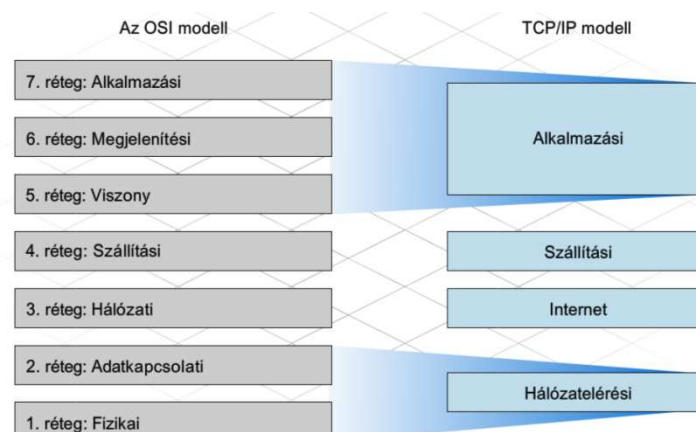 Az OSI modell
TCP/IP modell
7. réteg: Alkalmazási
6. réteg: Megjelenítési
5. réteg: Viszony
4. réteg: Szállítási
3. réteg: Hálózati
2. réteg: Adatkapcsolati
1. réteg: Fizikai
Alkalmazási
Szállítási
Internet
Hálózatelérési